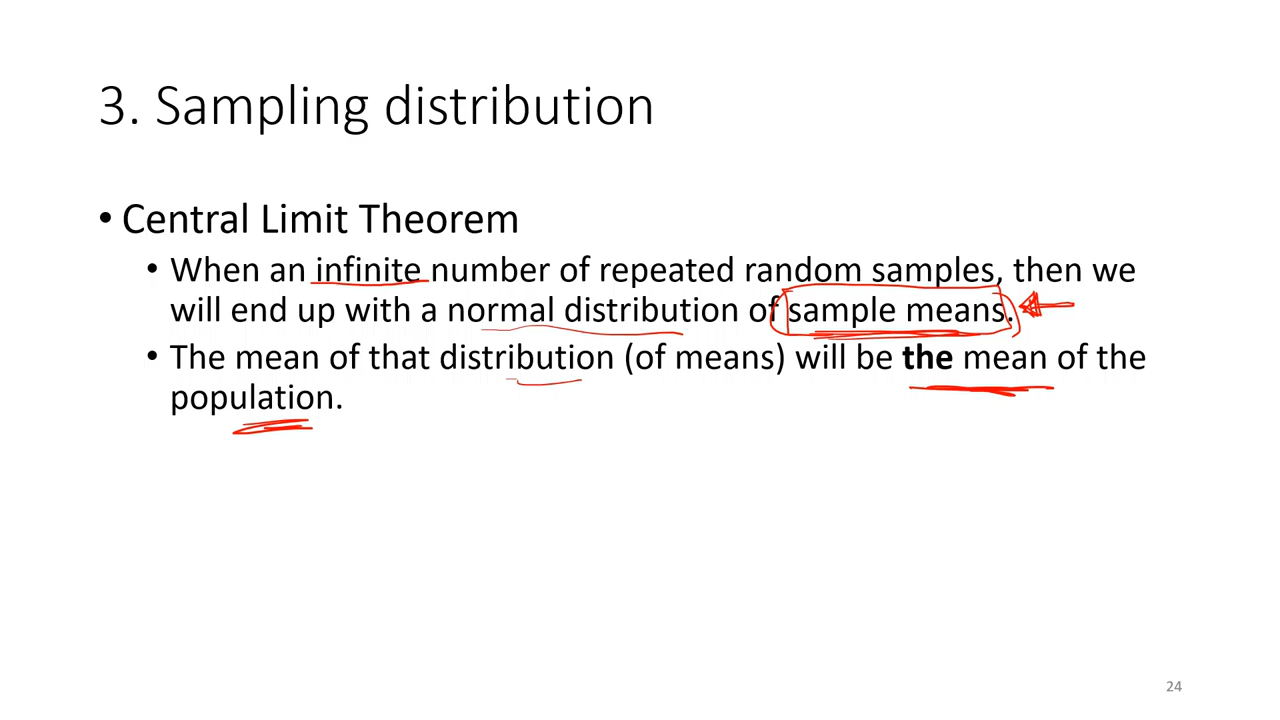 3. Sampling distribution
• Central Limit Theorem
• When an infinite number of repeated random samples, then we
will end up with a normal distribution of sample means.
• The mean of that distribution (of means) will be the mean of the
population.
24